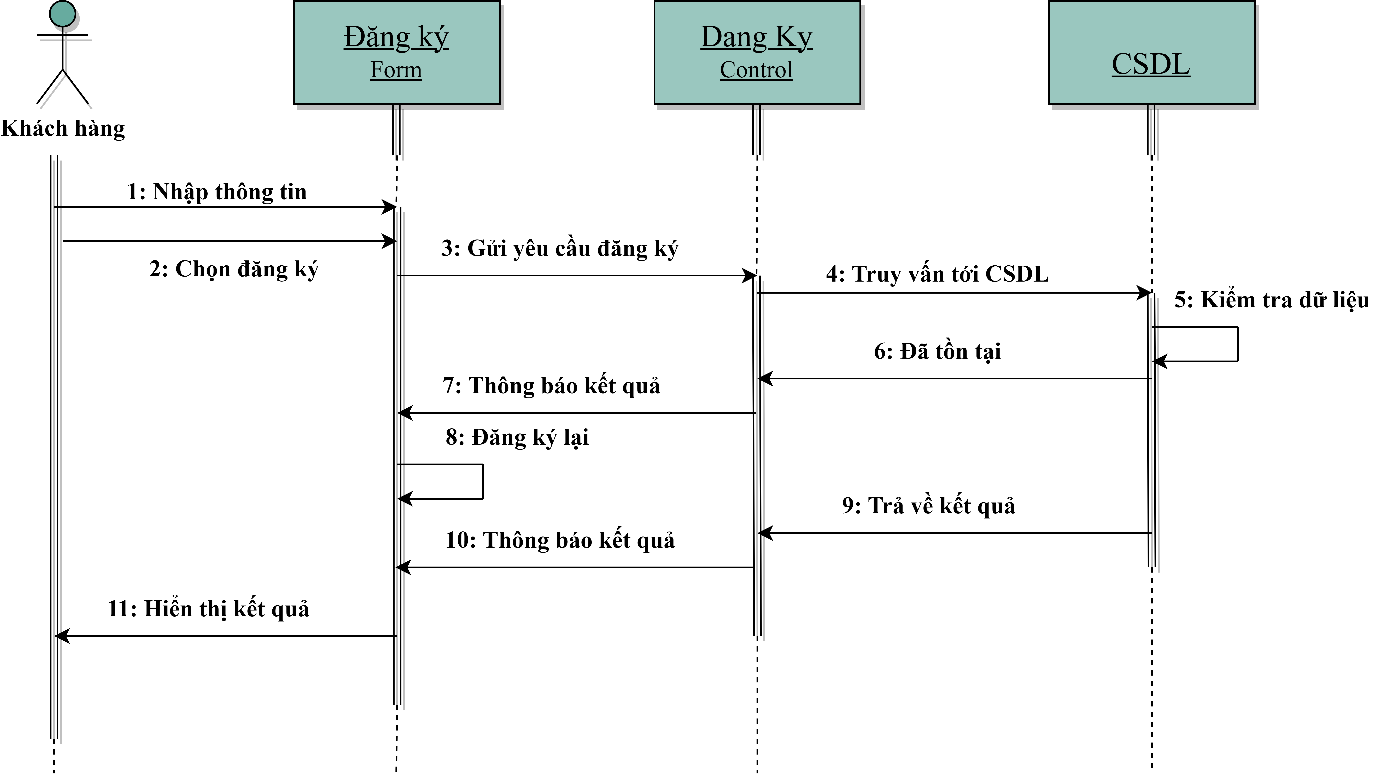 Đăng ký
Form
Dang Ky
Control
CSDL
Khách hàng
1: Nhập thông tin
2: Chọn đăng ký
3: Gửi yêu cầu đăng ký
4: Truy vấn tới CSDL
5: Kiểm tra dữ liệu
6: Đã tồn tại
7: Thông báo kết quả
8: Đăng ký lại
9: Trả về kết quả
10: Thông báo kết quả
11: Hiển thị kết quả